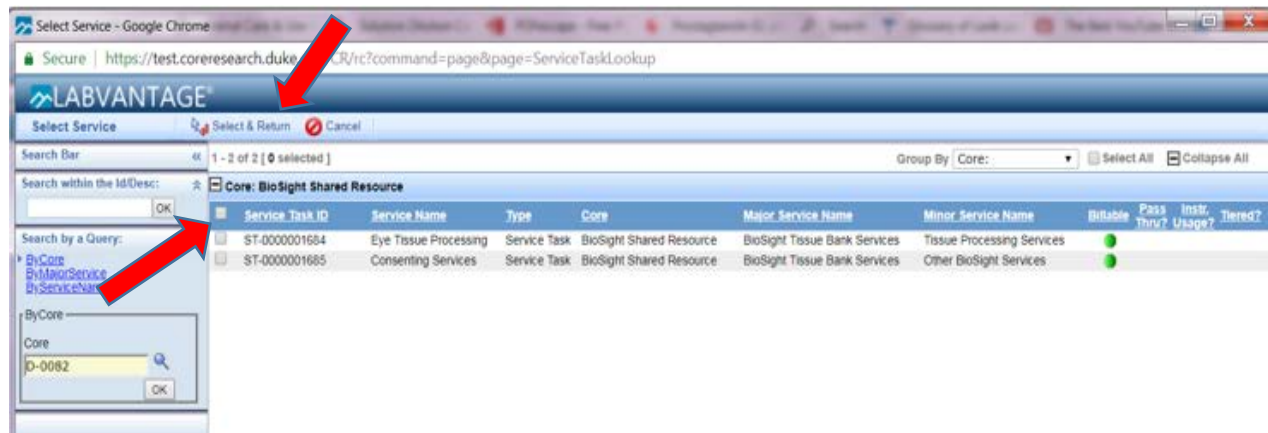 Select Service - Google Chrome
Secure | https://test.coreresearch.duke R/rc?command=page&page=ServiceTaskLookup
LABVANTAGE®
Select Service Select & Return Cancel
Search Bar « 1 - 2 of 2 [ 0 selected ] Group By Core: Select All Collapse All
Search within the Id/Desc: Core: BioSight Shared Resource
OK
Service Task ID Service Name Type Core Major Service Name Minor Service Name Billable Pass Thru? Instr. Usage? Tiered?
Search by a Query: ST-0000001684 Eye Tissue Processing Service Task BioSight Shared Resource BioSight Tissue Bank Services Tissue Processing Services
ByCore ST-0000001685 Consenting Services Service Task BioSight Shared Resource BioSight Tissue Bank Services Other BioSight Services
ByMajorService
ByServiceNa
ByCore
Core
D-0082
OK